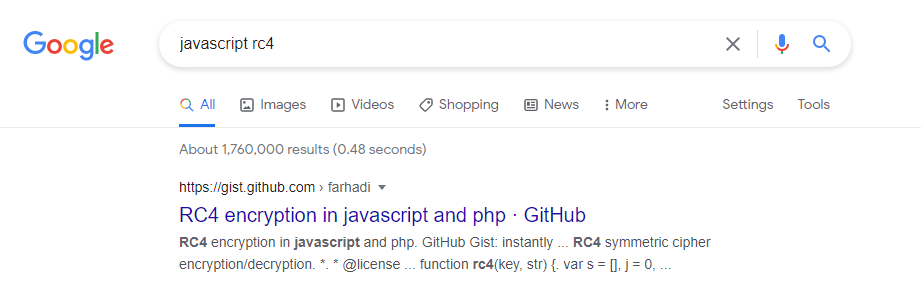 Google
javascript rc4
All Images Videos Shopping News More Settings Tools
About 1,760,000 results (0.48 seconds)
https://gist.github.com › farhadi
RC4 encryption in javascript and php · GitHub
RC4 encryption in javascript and php. GitHub Gist: instantly ... RC4 symmetric cipher
encryption/decryption. *. * @license ... function rc4(key, str) {. var s = [], j = 0, ...